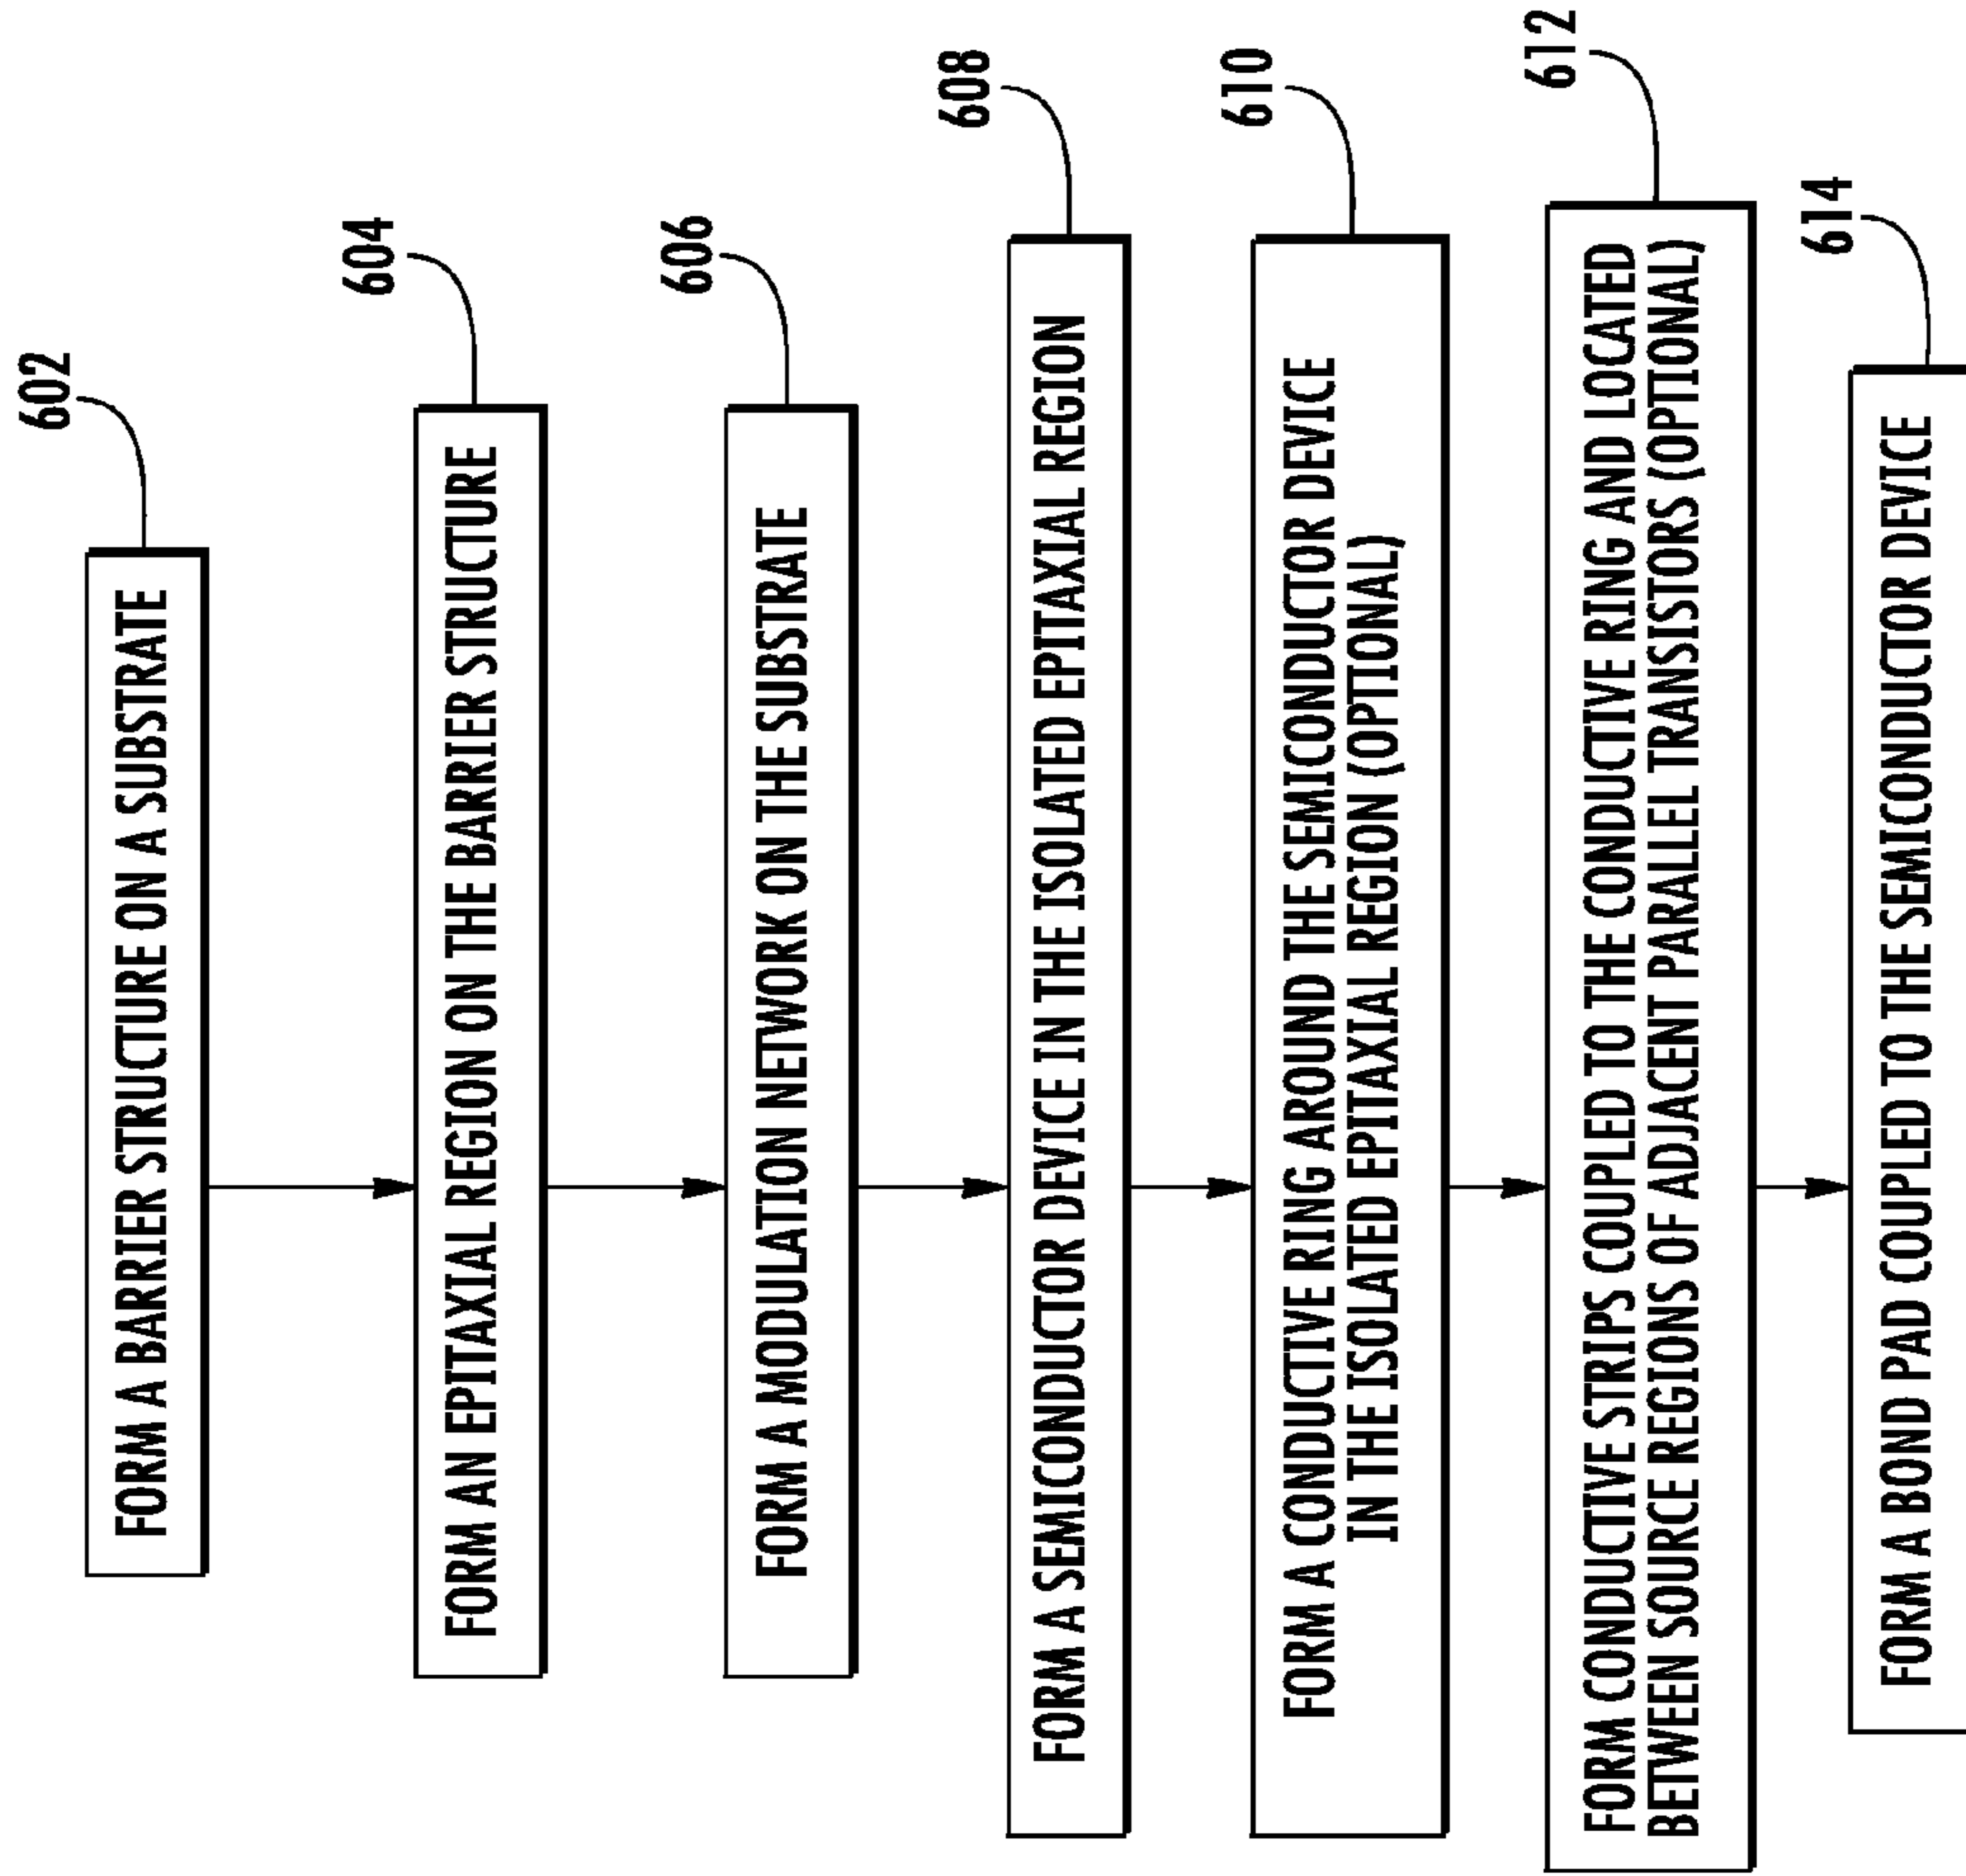 602
FORM A BARRIER STRUCTURE ON A SUBSTRATE
604
FORM AN EPITAXIAL REGION ON THE BARRIER STRUCTURE
606
FORM A MODULATION NETWORK ON THE SUBSTRATE
608
FORM A SEMICONDUCTOR DEVICE IN THE ISOLATED EPITAXIAL REGION
610
FORM A CONDUCTIVE RING AROUND THE SEMICONDUCTOR DEVICE
IN THE ISOLATED EPITAXIAL REGION (OPTIONAL)
612
FORM CONDUCTIVE STRIPS COUPLED TO THE CONDUCTIVE RING AND LOCATED
BETWEEN SOURCE REGIONS OF ADJACENT PARALLEL TRANSISTORS (OPTIONAL)
614
FORM A BOND PAD COUPLED TO THE SEMICONDUCTOR DEVICE